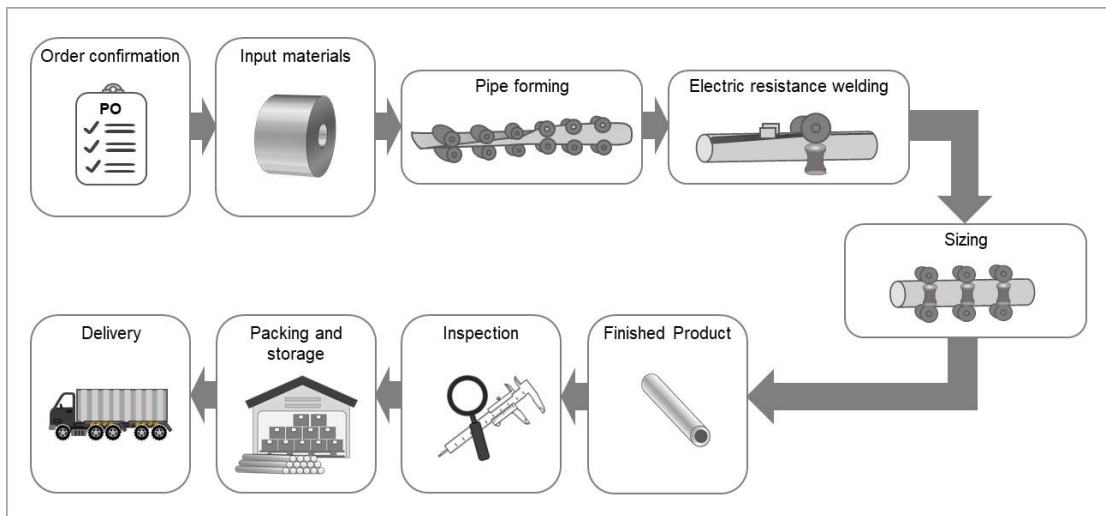 Order confirmation
PO
Input materials
Pipe forming
Electric resistance welding
Sizing
Finished Product
Inspection
Packing and
storage
Delivery